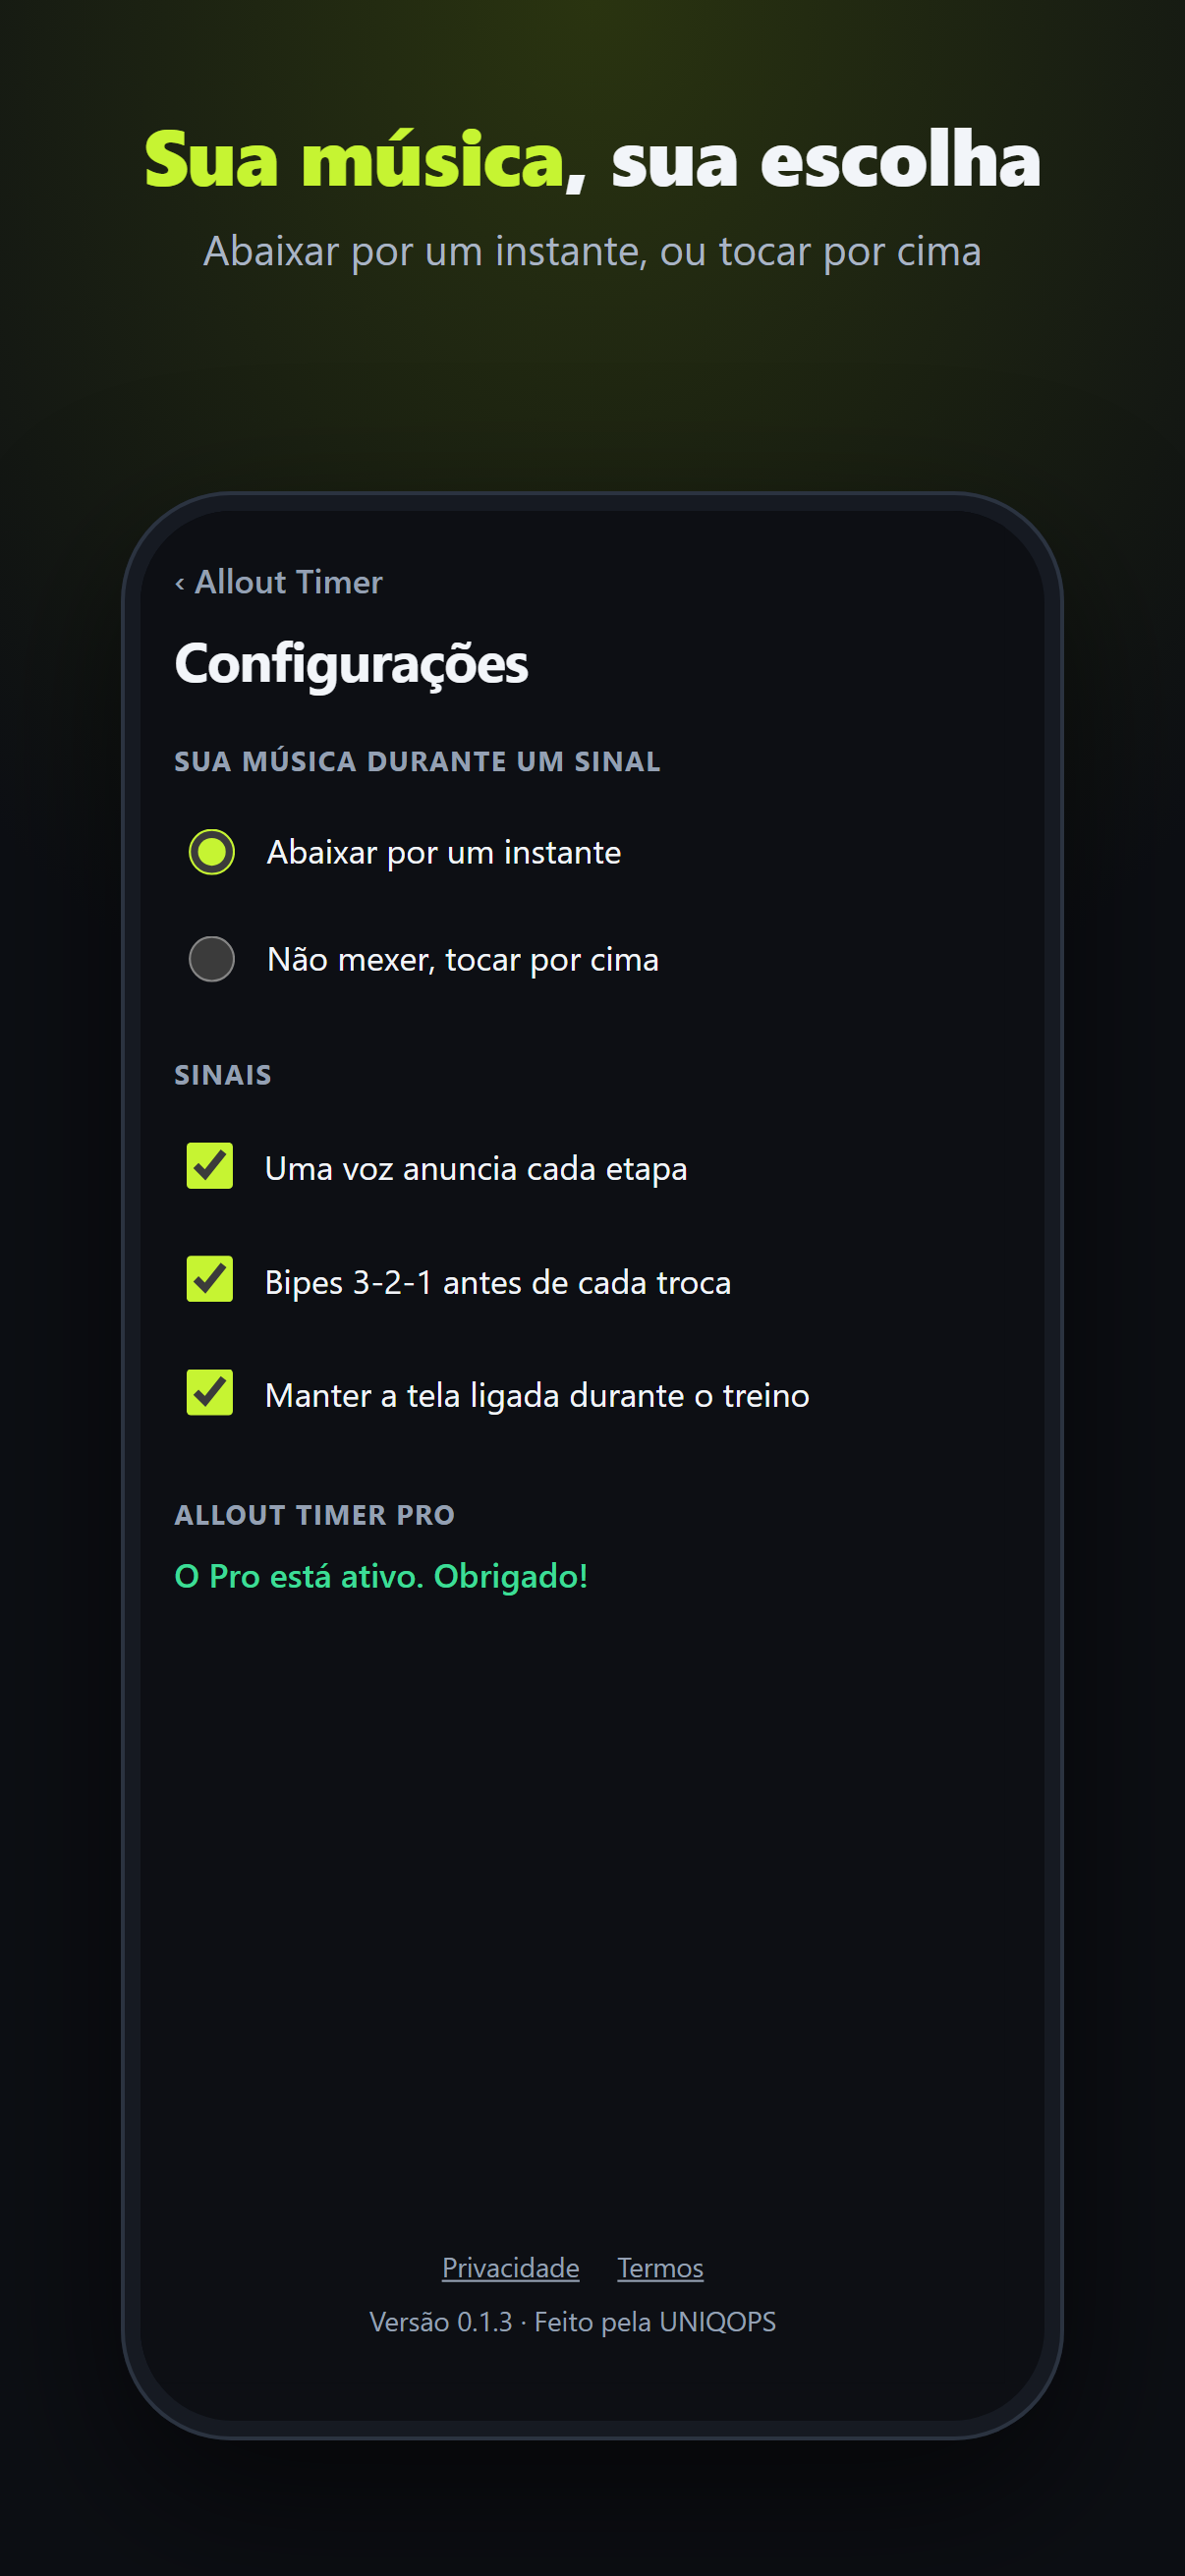 Sua música, sua escolha
Abaixar por um instante, ou tocar por cima
‹ Allout Timer
Configurações
SUA MÚSICA DURANTE UM SINAL
Abaixar por um instante
Não mexer, tocar por cima
SINAIS
Uma voz anuncia cada etapa
Bipes 3-2-1 antes de cada troca
Manter a tela ligada durante o treino
ALLOUT TIMER PRO
O Pro está ativo. Obrigado!
Privacidade Termos
Versão 0.1.3 · Feito pela UNIQOPS